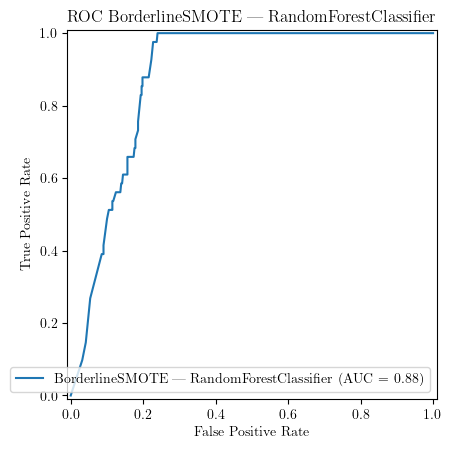 ROC BorderlineSMOTE — RandomForestClassifier
1.0
0.8
0.6
0.4
0.2
0.0
True Positive Rate
BorderlineSMOTE — RandomForestClassifier (AUC = 0.88)
0.0 0.2 0.4 0.6 0.8 1.0
False Positive Rate